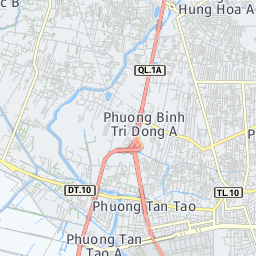 Hung Hoa A
c B
QL.1A
Phuong Binh
Tri Dong A
DT.10
TL.10
Phuong Tan Tao
Phuong Tan
Tao A